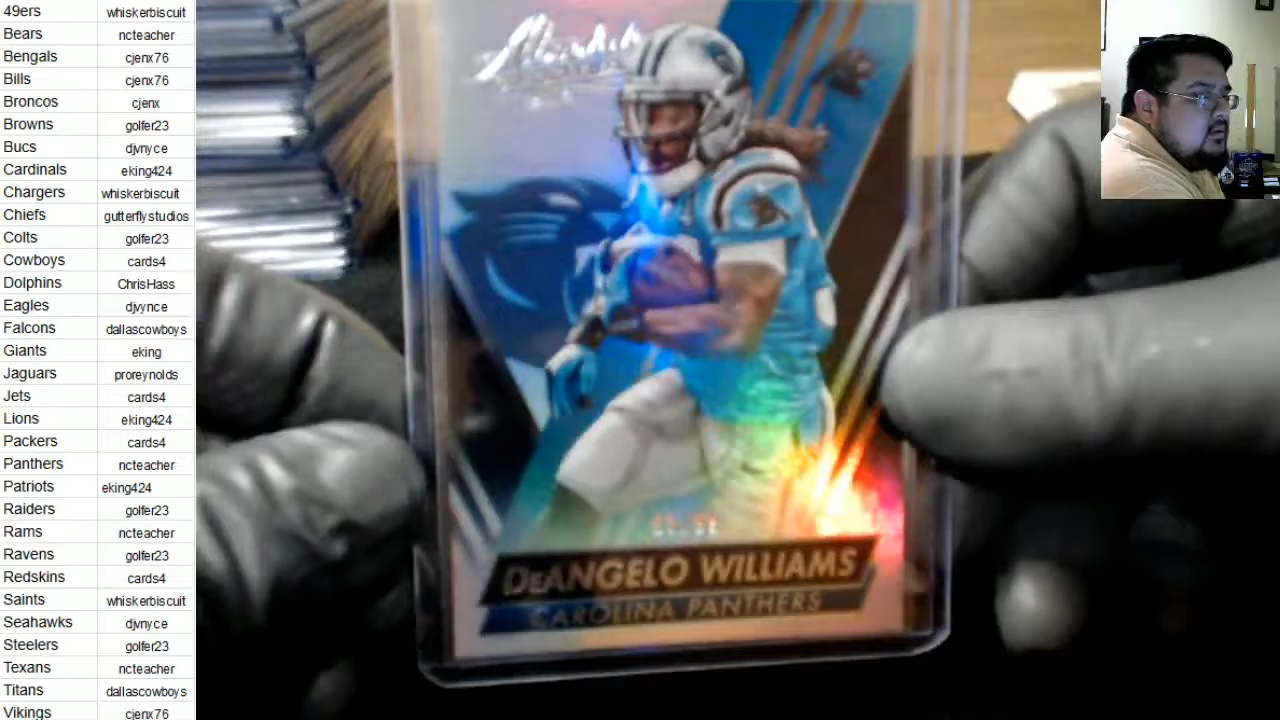 49ers whiskerbiscuit
Bears ncteacher
Bengals cjenx76
Bills cjenx76
Broncos cjenx
Browns golfer23
Bucs djvnyce
Cardinals eking424
Chargers whiskerbiscuit
Chiefs gutterflystudios
Colts golfer23
Cowboys cards4
Dolphins ChrisHass
Eagles djvynce
Falcons dallascowboys
Giants eking
Jaguars proreynolds
Jets cards4
Lions eking424
Packers cards4
Panthers ncteacher
Patriots eking424
Raiders golfer23
Rams ncteacher
Ravens golfer23
Redskins cards4
Saints whiskerbiscuit
Seahawks djvnyce
Steelers golfer23
Texans ncteacher
Titans dallascowboys
Vikings cjenx76
Absolute
DeANGELO WILLIAMS
CAROLINA PANTHERS